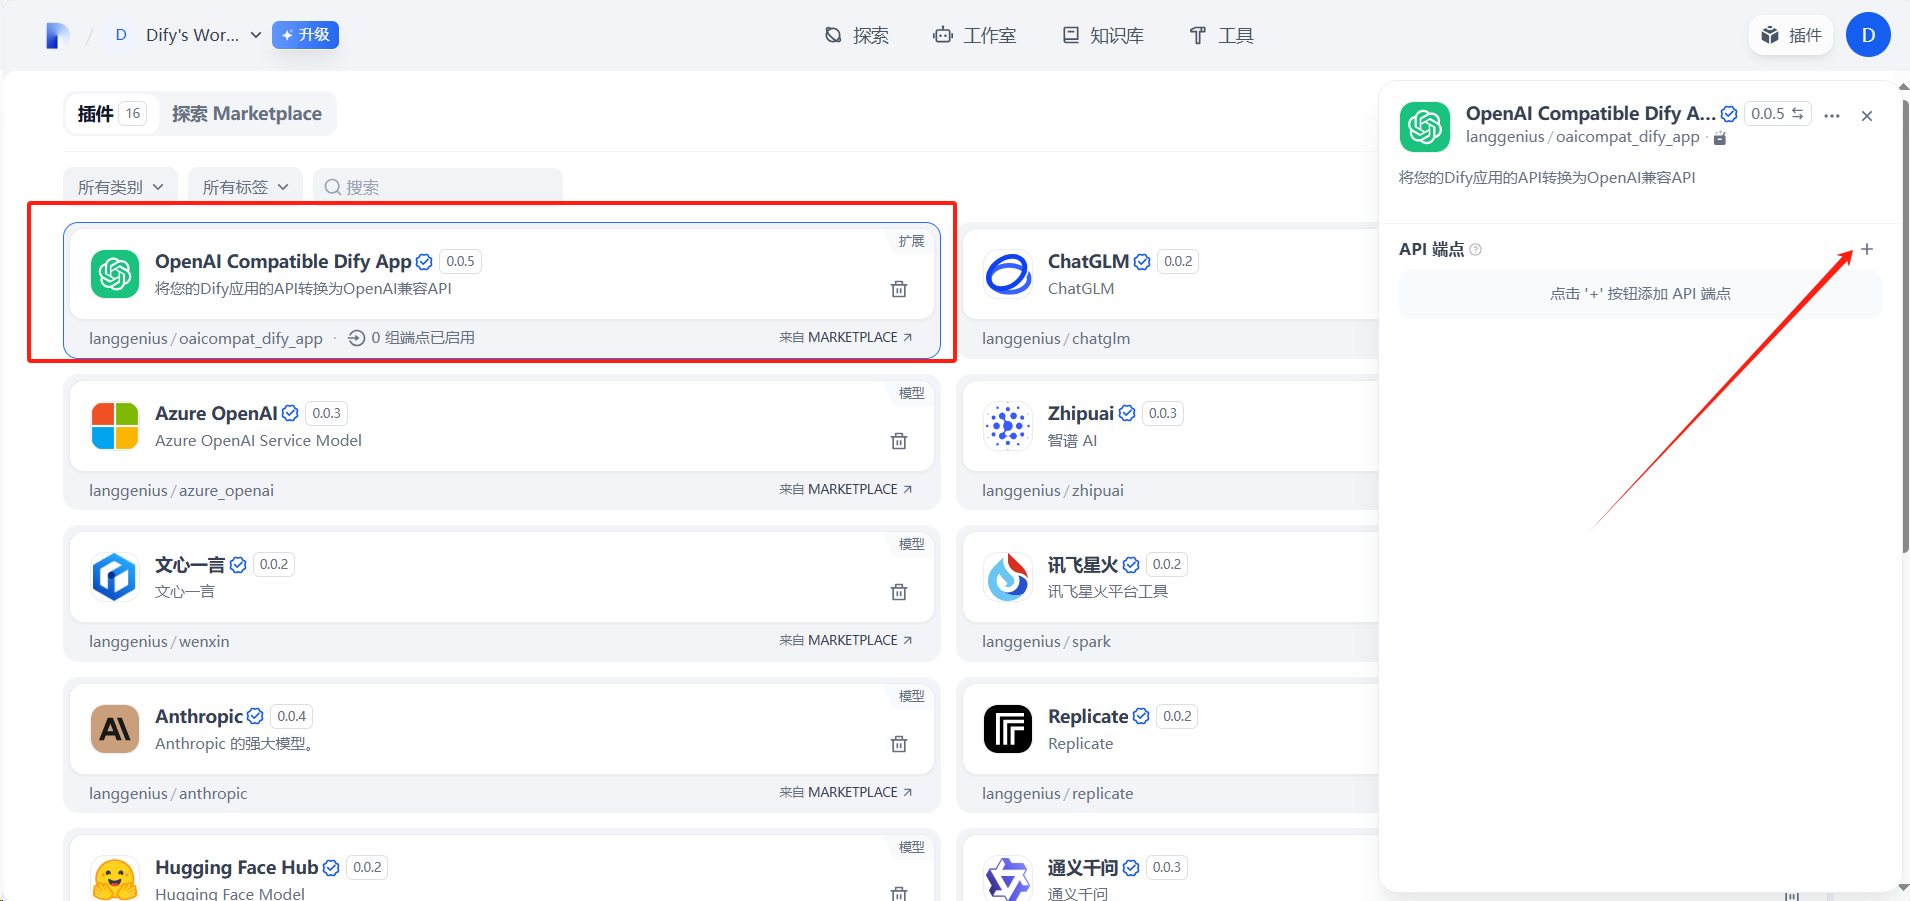 D Dify's Wor... 升级 探索 工作室 知识库 工具 插件 D
插件 16 探索 Marketplace
所有类别 所有标签 搜索
扩展
OpenAI Compatible Dify App 0.0.5
将您的Dify应用的API转换为OpenAI兼容API
langgenius / oaicompat_dify_app · 0 组端点已启用 来自 MARKETPLACE
ChatGLM 0.0.2
ChatGLM
langgenius / chatglm
模型
Azure OpenAI 0.0.3
Azure OpenAI Service Model
langgenius / azure_openai 来自 MARKETPLACE
Zhipuai 0.0.3
智谱 AI
langgenius / zhipuai
模型
文心一言 0.0.2
文心一言
langgenius / wenxin 来自 MARKETPLACE
讯飞星火 0.0.2
讯飞星火平台工具
langgenius / spark
模型
Anthropic 0.0.4
Anthropic 的强大模型。
langgenius / anthropic 来自 MARKETPLACE
Replicate 0.0.2
Replicate
langgenius / replicate
模型
Hugging Face Hub 0.0.2
Hugging Face Model
通义千问 0.0.3
通义千问
OpenAI Compatible Dify A... 0.0.5
langgenius / oaicompat_dify_app ·
将您的Dify应用的API转换为OpenAI兼容API
API 端点
点击 '+' 按钮添加 API 端点